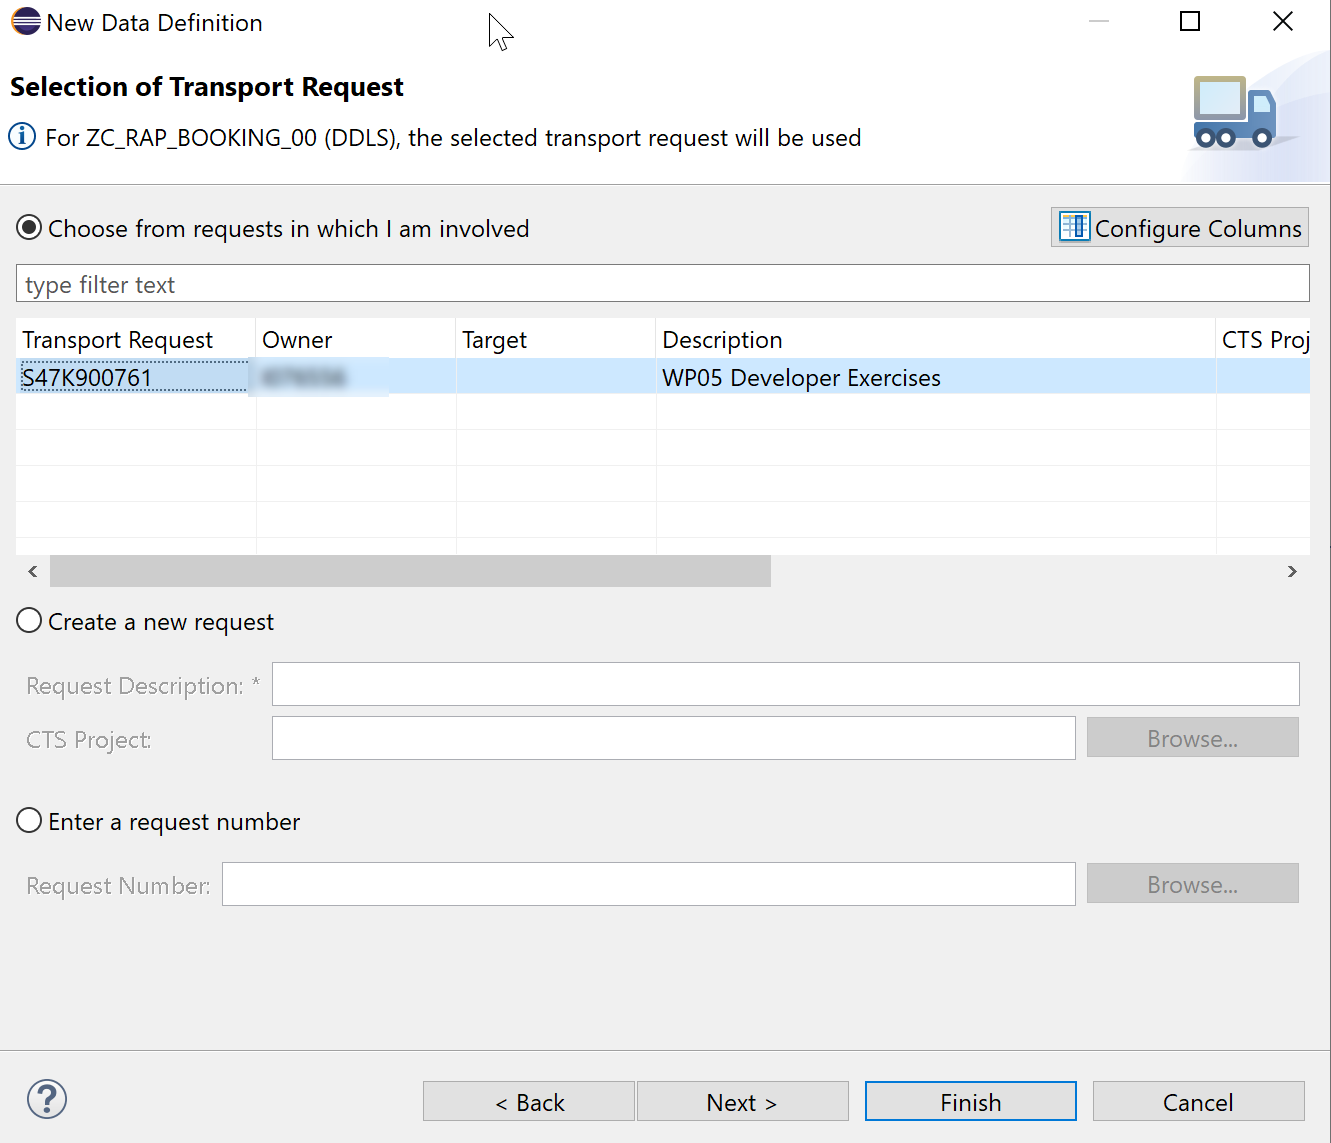 New Data Definition
Selection of Transport Request
For ZC_RAP_BOOKING_00 (DDLS), the selected transport request will be used
Choose from requests in which I am involved
Configure Columns
type filter text
Transport Request Owner Target Description CTS Proj
S47K900761 WP05 Developer Exercises
Create a new request
Request Description: *
CTS Project:
Browse...
Enter a request number
Request Number:
Browse...
< Back Next > Finish Cancel